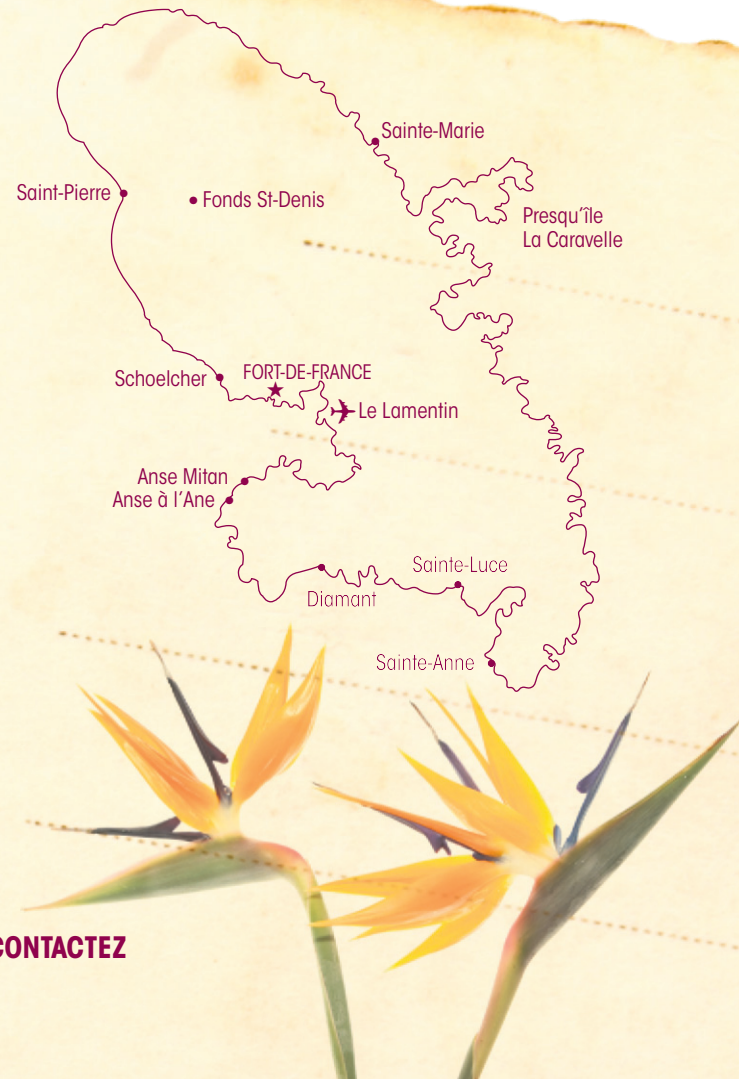 Sainte-Marie
Saint-Pierre
Fonds St-Denis
Presqu’île
La Caravelle
FORT-DE-FRANCE
Schoelcher
Le Lamentin
Anse Mitan
Anse à l’Ane
Sainte-Luce
Diamant
Sainte-Anne
CONTACTEZ